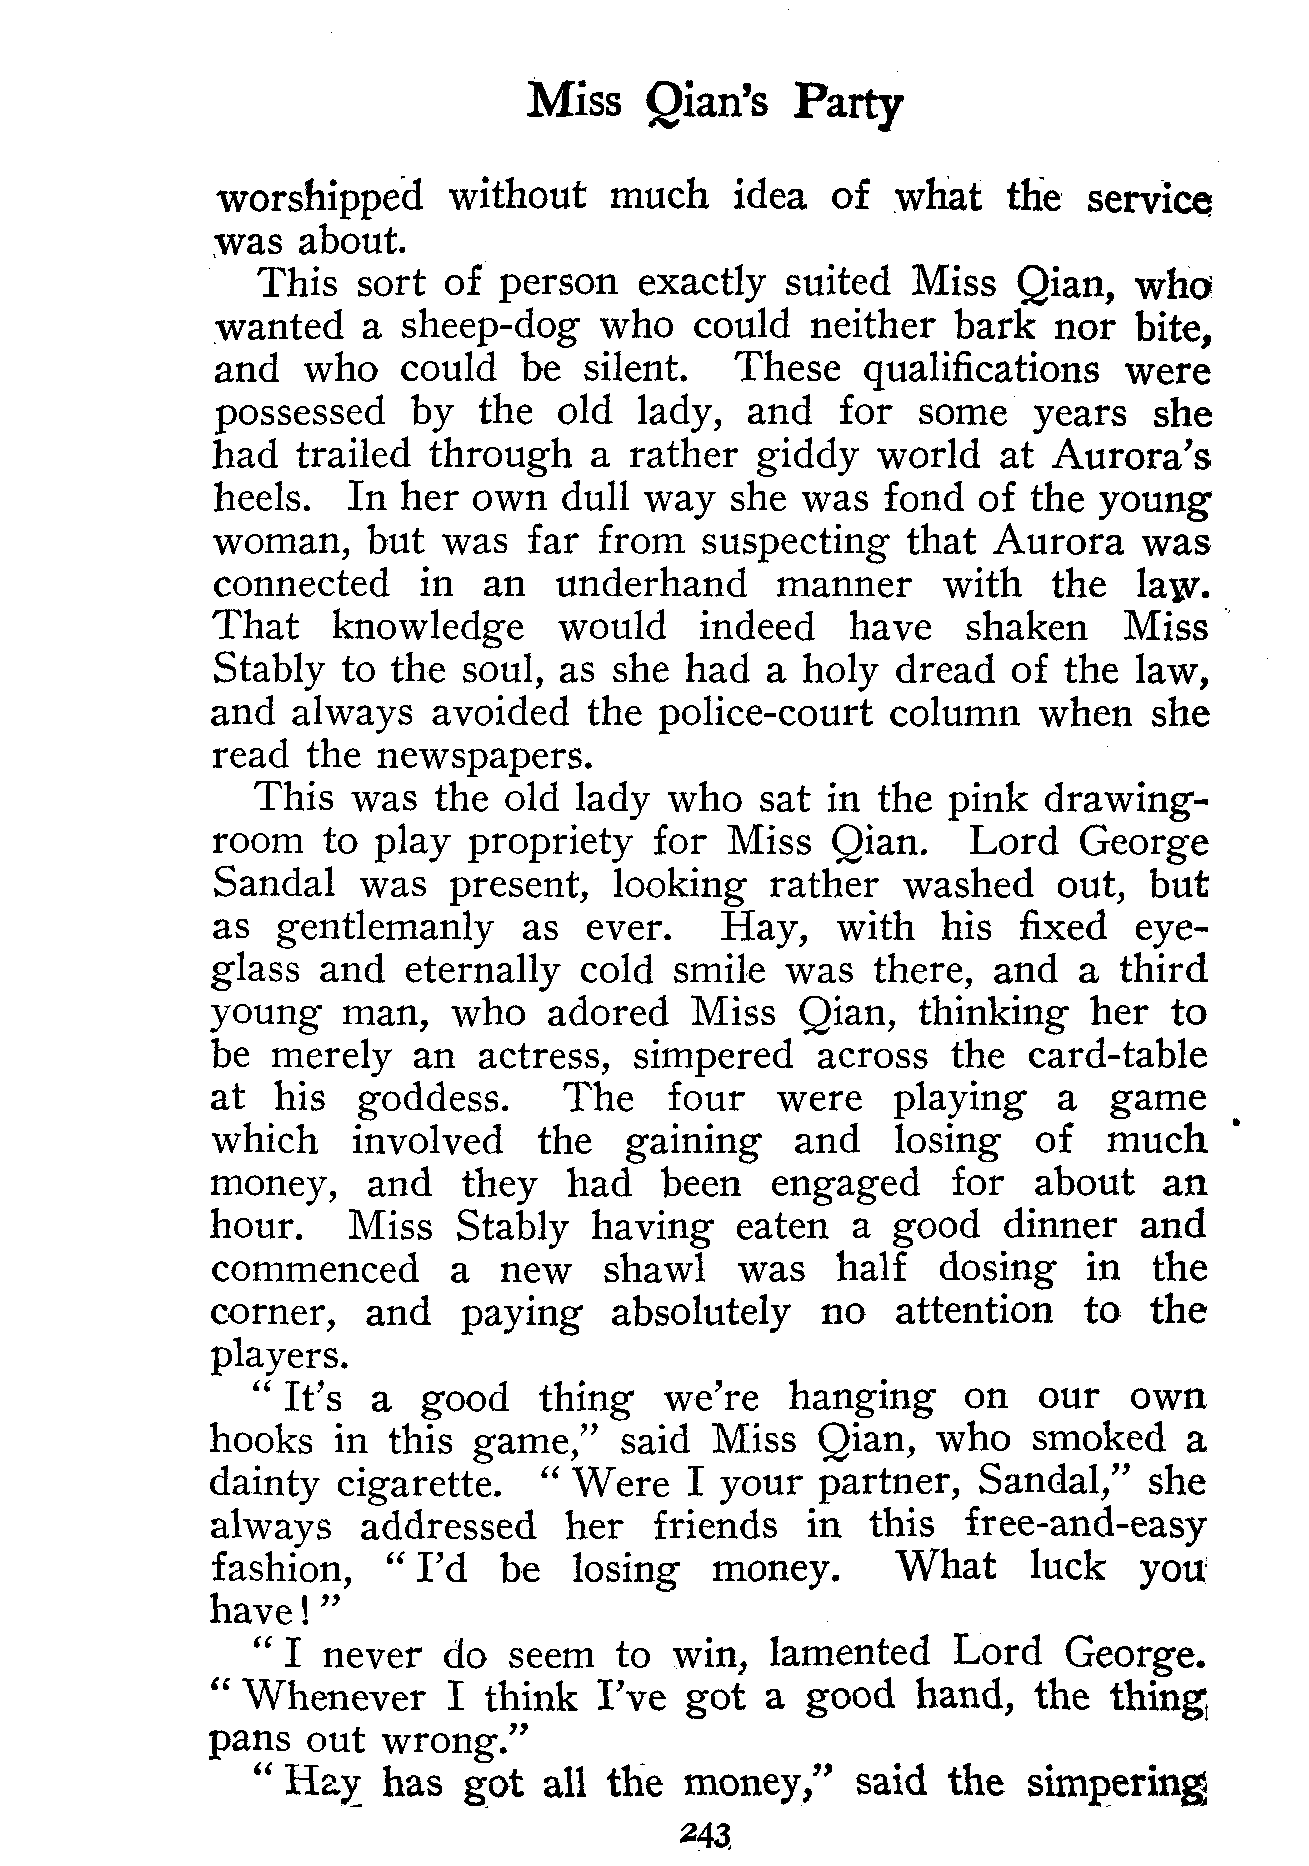 Miss Qian's Party
worshipped without much idea of what the service
was about.
This sort of person exactly suited Miss Qian, who
wanted a sheep-dog who could neither bark nor bite,
and who could be silent. These qualifications were
possessed by the old lady, and for some years she
had trailed through a rather giddy world at Aurora's
heels. In her own dull way she was fond of the young
woman, but was far from suspecting that Aurora was
connected in an underhand manner with the law.
That knowledge would indeed have shaken Miss
Stably to the soul, as she had a holy dread of the law,
and always avoided the police-court column when she
read the newspapers.
This was the old lady who sat in the pink drawing-
room to play propriety for Miss Qian. Lord George
Sandal was present, looking rather washed out, but
as gentlemanly as ever. Hay, with his fixed eye-
glass and eternally cold smile was there, and a third
young man, who adored Miss Qian, thinking her to
be merely an actress, simpered across the card-table
at his goddess. The four were playing a game
which involved the gaining and losing of much
money, and they had been engaged for about an
hour. Miss Stably having eaten a good dinner and
commenced a new shawl was half dosing in the
corner, and paying absolutely no attention to the
players.
“ It's a good thing we're hanging on our own
hooks in this game,” said Miss Qian, who smoked a
dainty cigarette. “ Were I your partner, Sandal,” she
always addressed her friends in this free-and-easy
fashion, “ I'd be losing money. What luck you
have! ”
“ I never do seem to win, lamented Lord George.
“ Whenever I think I've got a good hand, the thing
pans out wrong.”
“ Hay has got all the money,” said the simpering
243